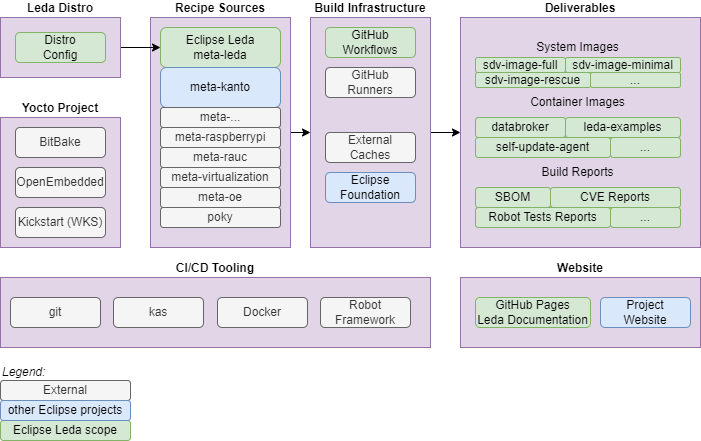 Leda Distro
Distro
Config
Yocto Project
BitBake
OpenEmbedded
Kickstart (WKS)
Recipe Sources
Eclipse Leda
meta-leda
meta-kanto
meta-...
meta-raspberrypi
meta-rauc
meta-virtualization
meta-oe
poky
Build Infrastructure
GitHub
Workflows
GitHub
Runners
External
Caches
Eclipse
Foundation
Deliverables
System Images
sdv-image-full
sdv-image-minimal
sdv-image-rescue
...
Container Images
databroker
leda-examples
self-update-agent
...
Build Reports
SBOM
CVE Reports
Robot Tests Reports
...
CI/CD Tooling
git
kas
Docker
Robot
Framework
Website
GitHub Pages
Leda Documentation
Project
Website
Legend:
External
other Eclipse projects
Eclipse Leda scope